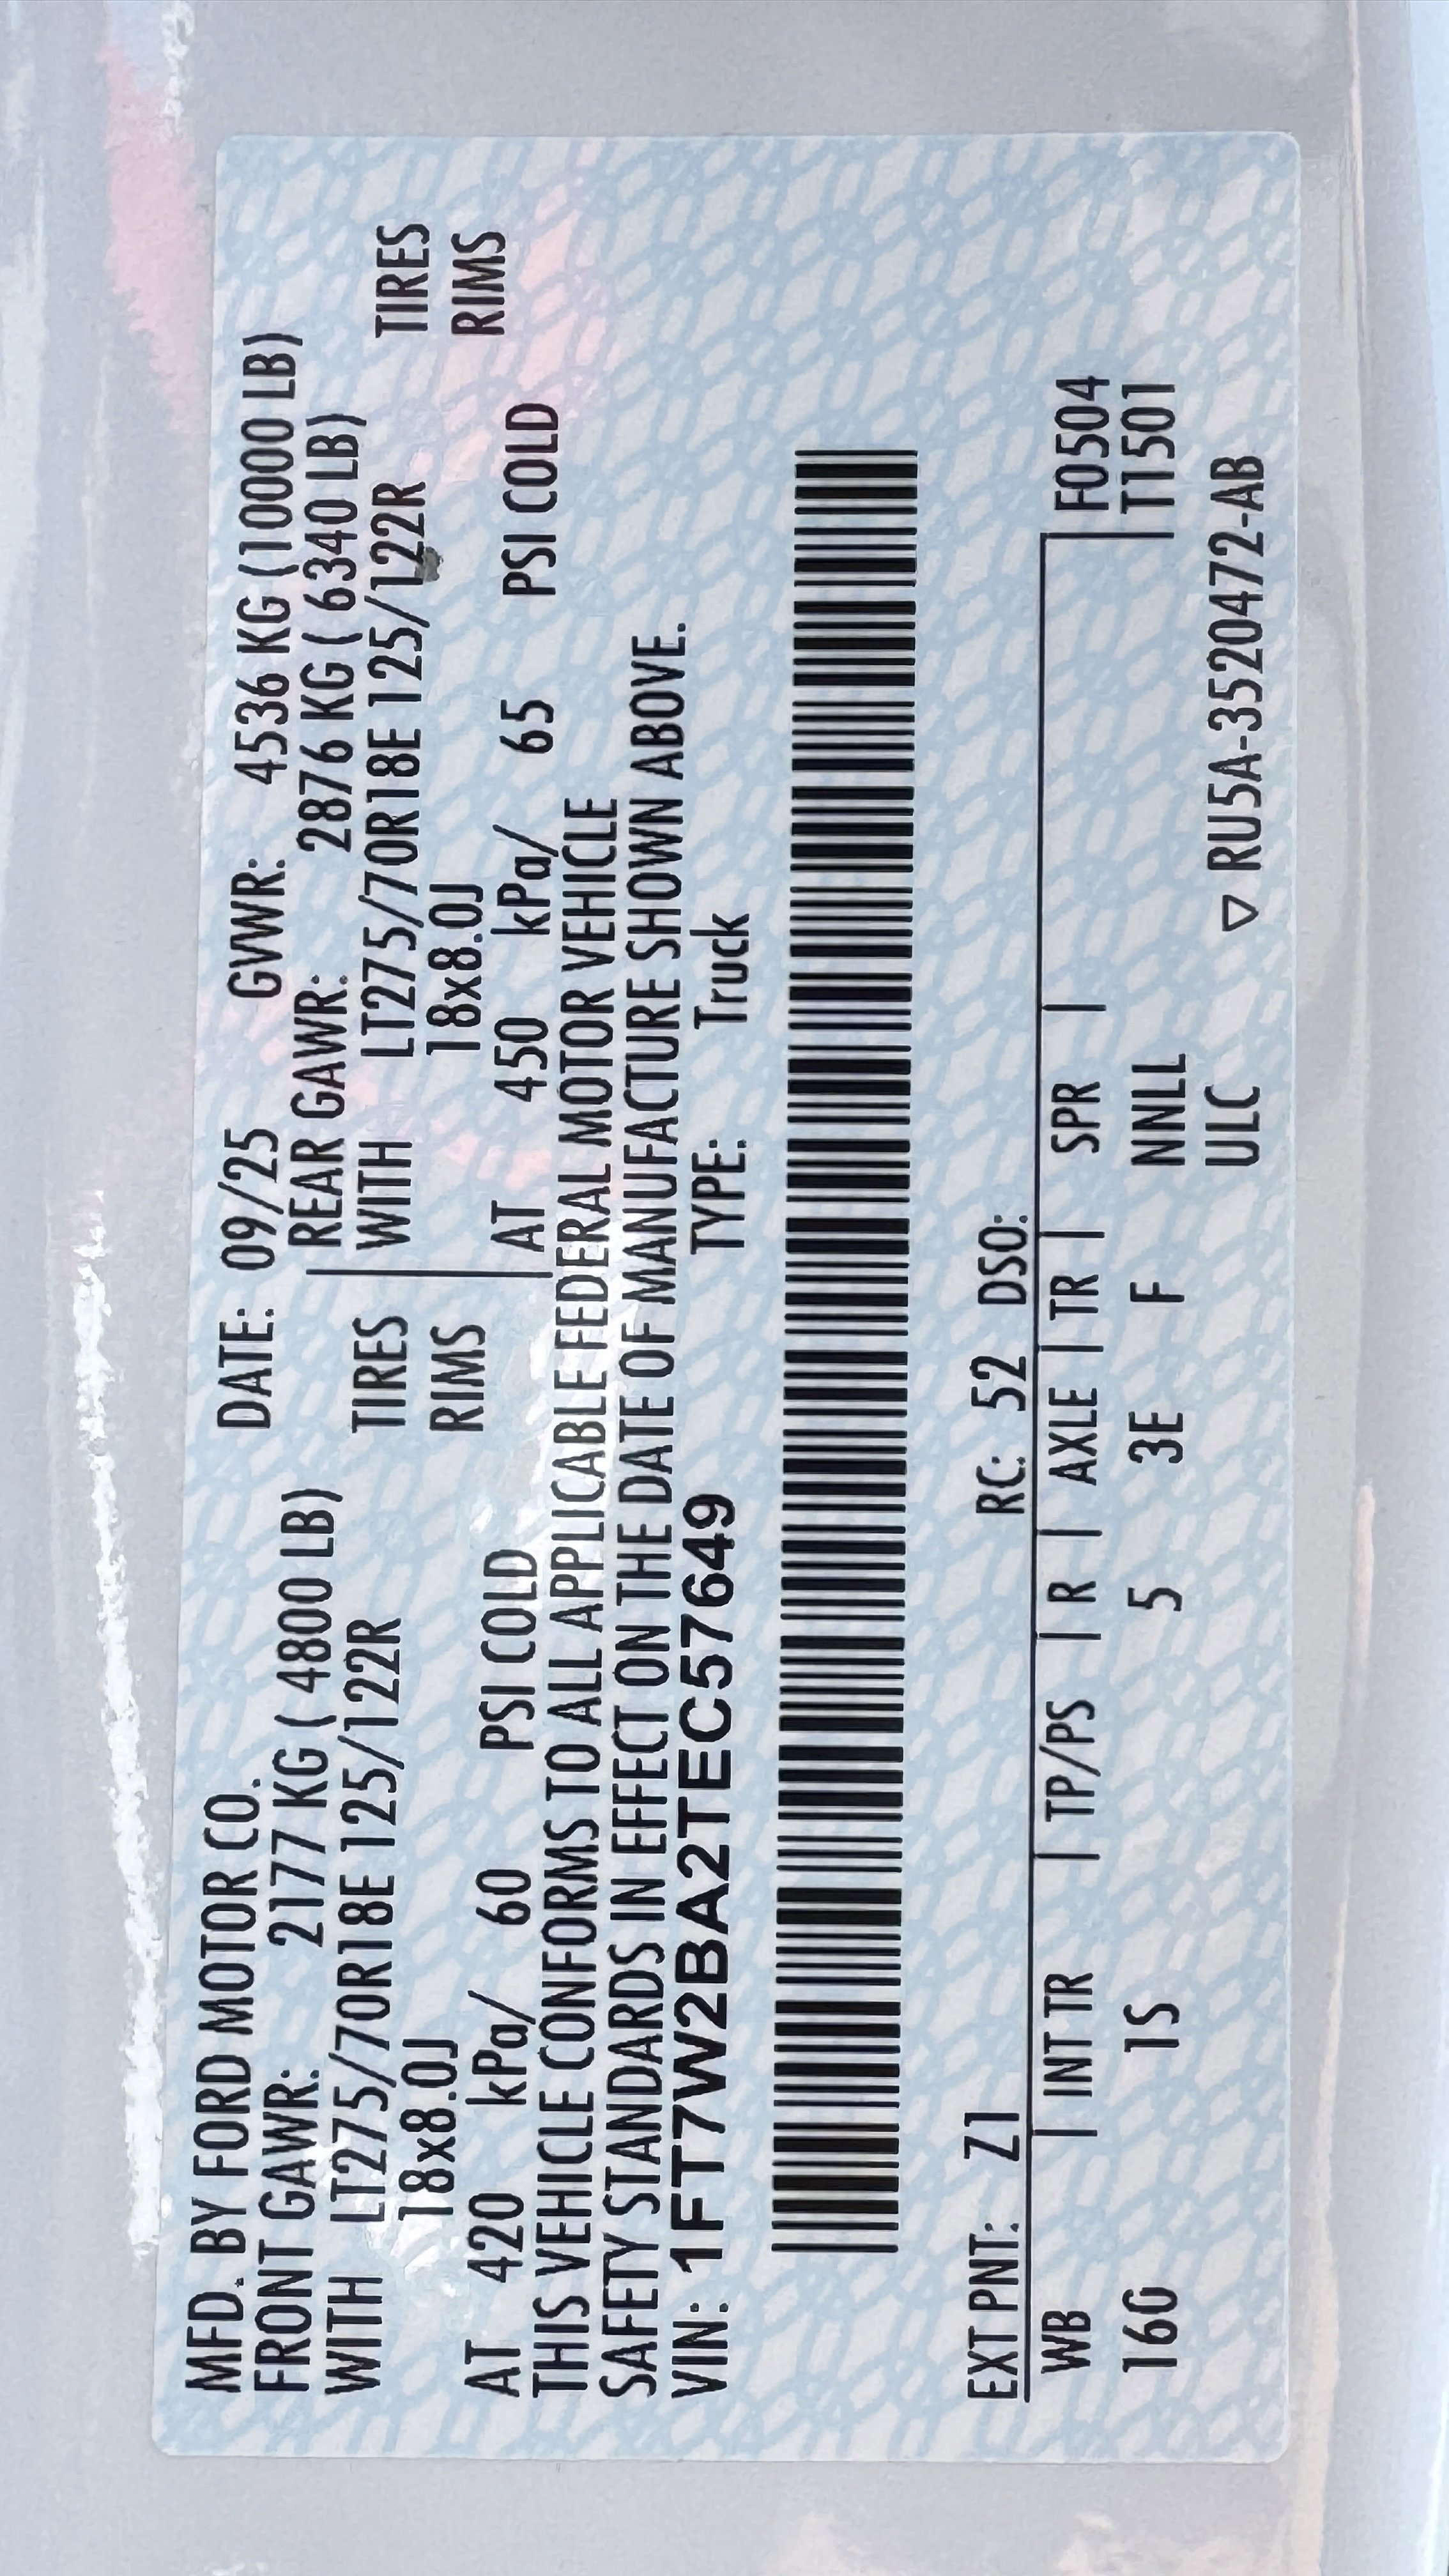 MFD. BY FORD MOTOR CO. DATE: 09/25 GVWR: 4536 KG (10000 LB)
FRONT GAWR: 2177 KG ( 4800 LB) REAR GAWR: 2876 KG ( 6340 LB)
WITH LT275/70R18E 125/122R TIRES WITH LT275/70R18E 125/122R TIRES
18x8.0J RIMS 18x8.0J RIMS
AT 420 kPa/ 60 PSI COLD AT 450 kPa/ 65 PSI COLD
THIS VEHICLE CONFORMS TO ALL APPLICABLE FEDERAL MOTOR VEHICLE
SAFETY STANDARDS IN EFFECT ON THE DATE OF MANUFACTURE SHOWN ABOVE.
VIN: 1FT7W2BA2TEC57649 TYPE: Truck
EXT PNT: Z1 RC: 52 DSO:
WB | INT TR | TP/PS | R | AXLE | TR | SPR | F0504
160 1S 5 3E F NNLL T1501
ULC ▽ RU5A-3520472-AB